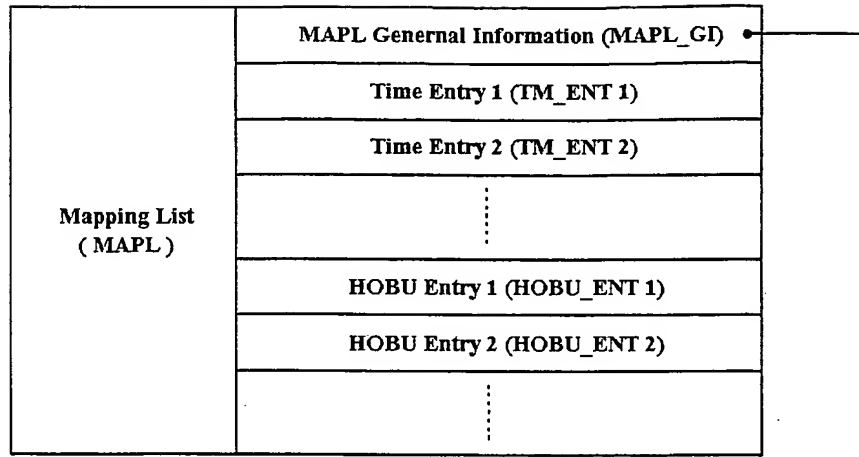 MAPL Genernal Information (MAPL_GI)
Time Entry 1 (TM_ENT 1)
Time Entry 2 (TM_ENT 2)
Mapping List
( MAPL )
HOBU Entry 1 (HOBU_ENT 1)
HOBU Entry 2 (HOBU_ENT 2)